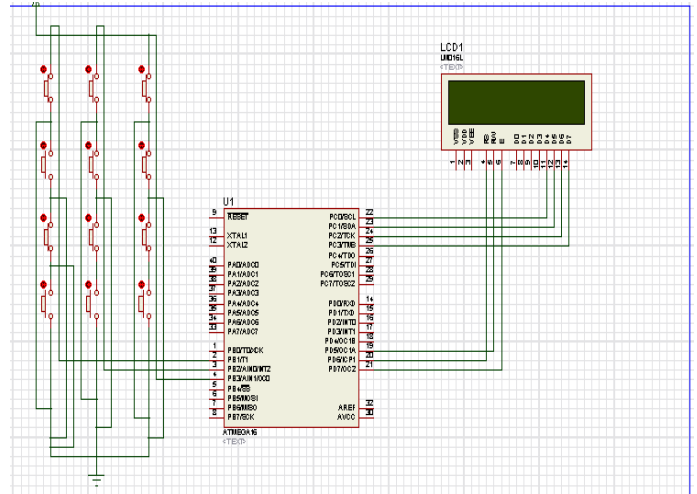 LCD1
LM016L
<TEXT>
VSS
VDD
VEE
RS
RW
E
D0
D1
D2
D3
D4
D5
D6
D7
1
2
3
4
5
6
7
8
9
10
11
12
13
14
U1
9 RESET
13 XTAL1
12 XTAL2
40 PA0/ADC0
39 PA1/ADC1
38 PA2/ADC2
37 PA3/ADC3
36 PA4/ADC4
35 PA5/ADC5
34 PA6/ADC6
33 PA7/ADC7
1 PB0/T0/XCK
2 PB1/T1
3 PB2/AIN0/INT2
4 PB3/AIN1/OC0
5 PB4/SS
6 PB5/MOSI
7 PB6/MISO
8 PB7/SCK
PC0/SCL 22
PC1/SDA 23
PC2/TCK 24
PC3/TMS 25
PC4/TDO 26
PC5/TDI 27
PC6/TOSC1 28
PC7/TOSC2 29
PD0/RXD 14
PD1/TXD 15
PD2/INT0 16
PD3/INT1 17
PD4/OC1B 18
PD5/OC1A 19
PD6/ICP1 20
PD7/OC2 21
AREF 32
AVCC 30
ATMEGA16
<TEXT>